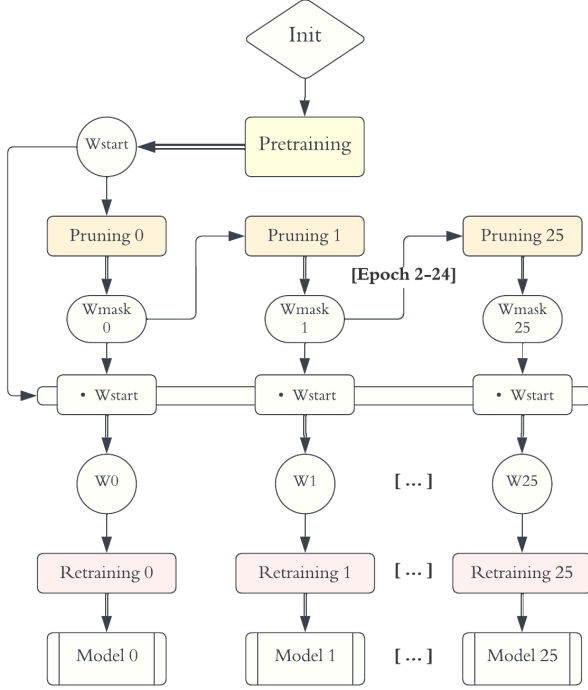 Init
Pretraining
Wstart
Pruning 0
Pruning 1
Pruning 25
[Epoch 2-24]
Wmask
0
Wmask
1
Wmask
25
• Wstart
• Wstart
• Wstart
W0
W1
[ ... ]
W25
Retraining 0
Retraining 1
[ ... ]
Retraining 25
Model 0
Model 1
[ ... ]
Model 25